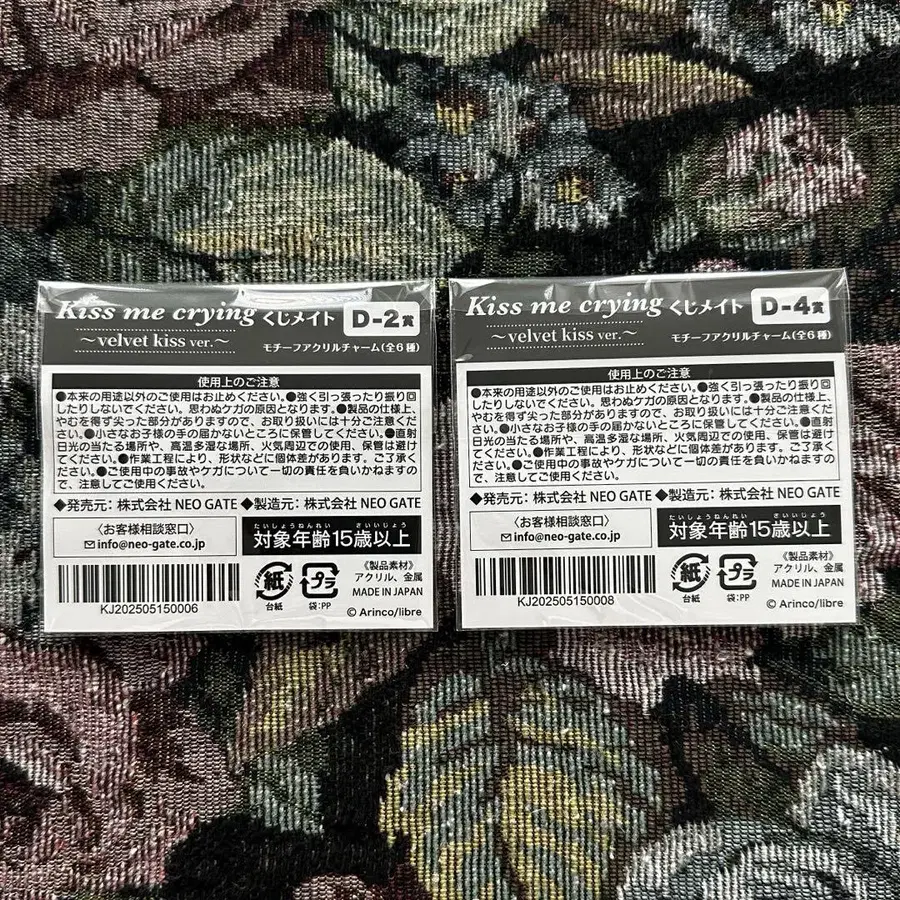 Kiss me crying くじメイト D-2賞
～velvet kiss ver.～
モチーフアクリルチャーム(全6種)
使用上のご注意
●本来の用途以外のご使用はお止めください。●強く引っ張ったり振り回
したりしないでください。思わぬケガの原因となります。●製品の仕様上、
やむを得ず尖った部分がありますので、お取り扱いには十分ご注意くださ
い。●小さなお子様の手の届かないところに保管してください。●直射
日光の当たる場所や、高温多湿な場所、火気周辺での使用、保管は避け
てください。●作業工程により、形状などに個体差があります。ご了承く
ださい。●ご使用中の事故やケガについて一切の責任を負いかねますの
で、注意してご使用ください。
◆発売元：株式会社 NEO GATE ◆製造元：株式会社 NEO GATE
〈お客様相談窓口〉
info@neo-gate.co.jp
たいしょうねんれい さいいじょう
対象年齢15歳以上
KJ202505150006
紙
台紙
プラ
袋:PP
《製品素材》
アクリル、金属
MADE IN JAPAN
© Arinco/libre
Kiss me crying くじメイト D-4賞
～velvet kiss ver.～
モチーフアクリルチャーム(全6種)
使用上のご注意
●本来の用途以外のご使用はお止めください。●強く引っ張ったり振り回
したりしないでください。思わぬケガの原因となります。●製品の仕様上、
やむを得ず尖った部分がありますので、お取り扱いには十分ご注意くださ
い。●小さなお子様の手の届かないところに保管してください。●直射
日光の当たる場所や、高温多湿な場所、火気周辺での使用、保管は避け
てください。●作業工程により、形状などに個体差があります。ご了承く
ださい。●ご使用中の事故やケガについて一切の責任を負いかねますの
で、注意してご使用ください。
◆発売元：株式会社 NEO GATE ◆製造元：株式会社 NEO GATE
〈お客様相談窓口〉
info@neo-gate.co.jp
たいしょうねんれい さいいじょう
対象年齢15歳以上
KJ202505150008
紙
台紙
プラ
袋:PP
《製品素材》
アクリル、金属
MADE IN JAPAN
© Arinco/libre